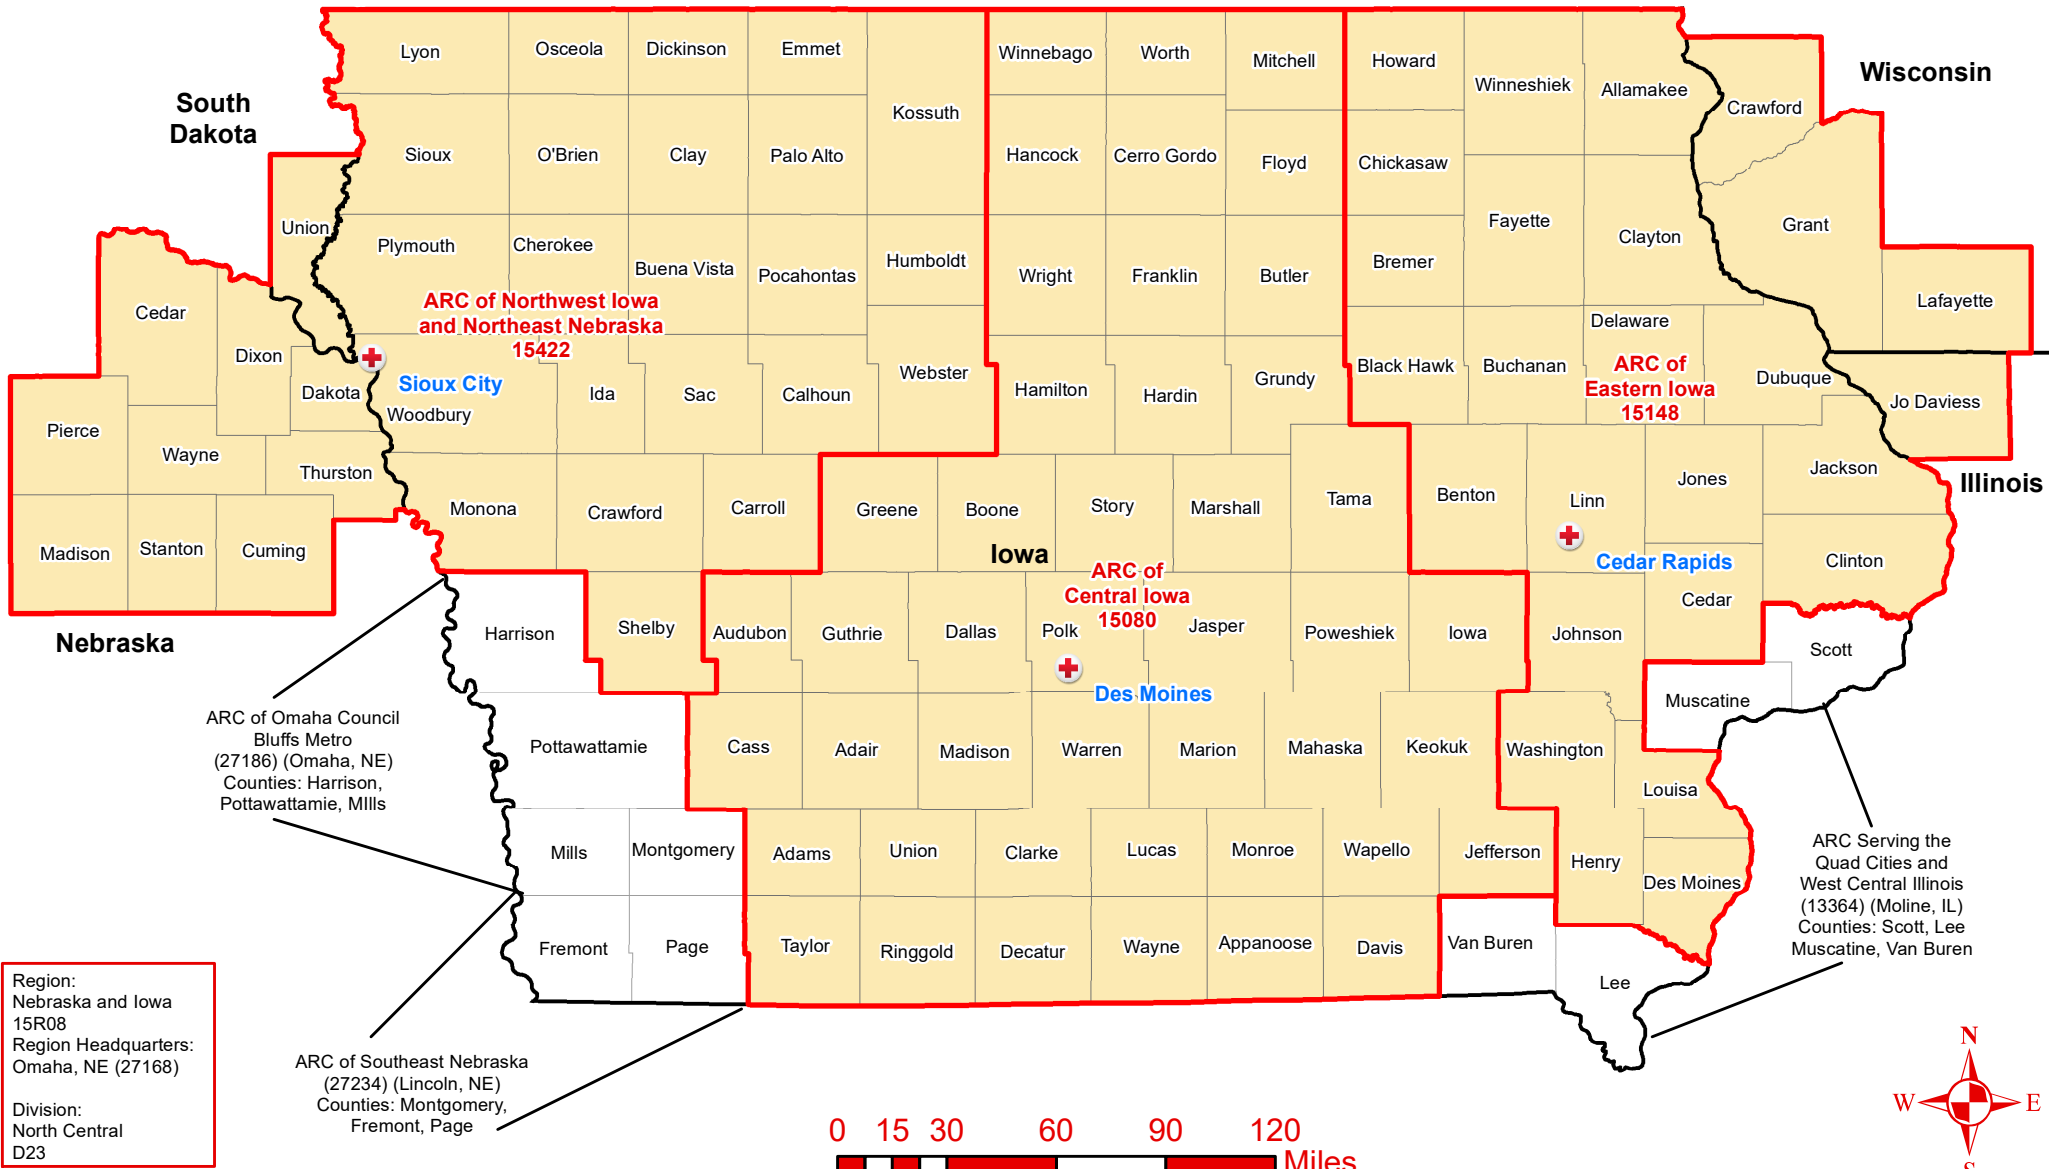 Lyon
Osceola
Dickinson
Emmet
Kossuth
Winnebago
Worth
Mitchell
Howard
Winneshiek
Allamakee
Crawford
Wisconsin
South
Dakota
Sioux
O'Brien
Clay
Palo Alto
Hancock
Cerro Gordo
Floyd
Chickasaw
Fayette
Clayton
Grant
Union
Plymouth
Cherokee
Buena Vista
Pocahontas
Humboldt
Wright
Franklin
Butler
Bremer
Lafayette
Cedar
Dixon
Dakota
ARC of Northwest Iowa
and Northeast Nebraska
15422
Sioux City
Woodbury
Ida
Sac
Calhoun
Webster
Hamilton
Hardin
Grundy
Black Hawk
Buchanan
Delaware
ARC of
Eastern Iowa
15148
Dubuque
Jo Daviess
Illinois
Pierce
Wayne
Thurston
Madison
Stanton
Cuming
Nebraska
Monona
Crawford
Carroll
Greene
Boone
Story
Marshall
Tama
Benton
Linn
Jones
Jackson
Cedar Rapids
Clinton
Cedar
Iowa
ARC of
Central Iowa
15080
Harrison
Shelby
Audubon
Guthrie
Dallas
Polk
Jasper
Poweshiek
Iowa
Johnson
Scott
Muscatine
Des Moines
Pottawattamie
Cass
Adair
Madison
Warren
Marion
Mahaska
Keokuk
Washington
Louisa
Mills
Montgomery
Adams
Union
Clarke
Lucas
Monroe
Wapello
Jefferson
Henry
Des Moines
Fremont
Page
Taylor
Ringgold
Decatur
Wayne
Appanoose
Davis
Van Buren
Lee
ARC of Omaha Council
Bluffs Metro
(27186) (Omaha, NE)
Counties: Harrison,
Pottawattamie, MIlls
ARC Serving the
Quad Cities and
West Central Illinois
(13364) (Moline, IL)
Counties: Scott, Lee
Muscatine, Van Buren
ARC of Southeast Nebraska
(27234) (Lincoln, NE)
Counties: Montgomery,
Fremont, Page
Region:
Nebraska and Iowa
15R08
Region Headquarters:
Omaha, NE (27168)
Division:
North Central
D23
0 15 30 60 90 120
Miles
N
W E
S